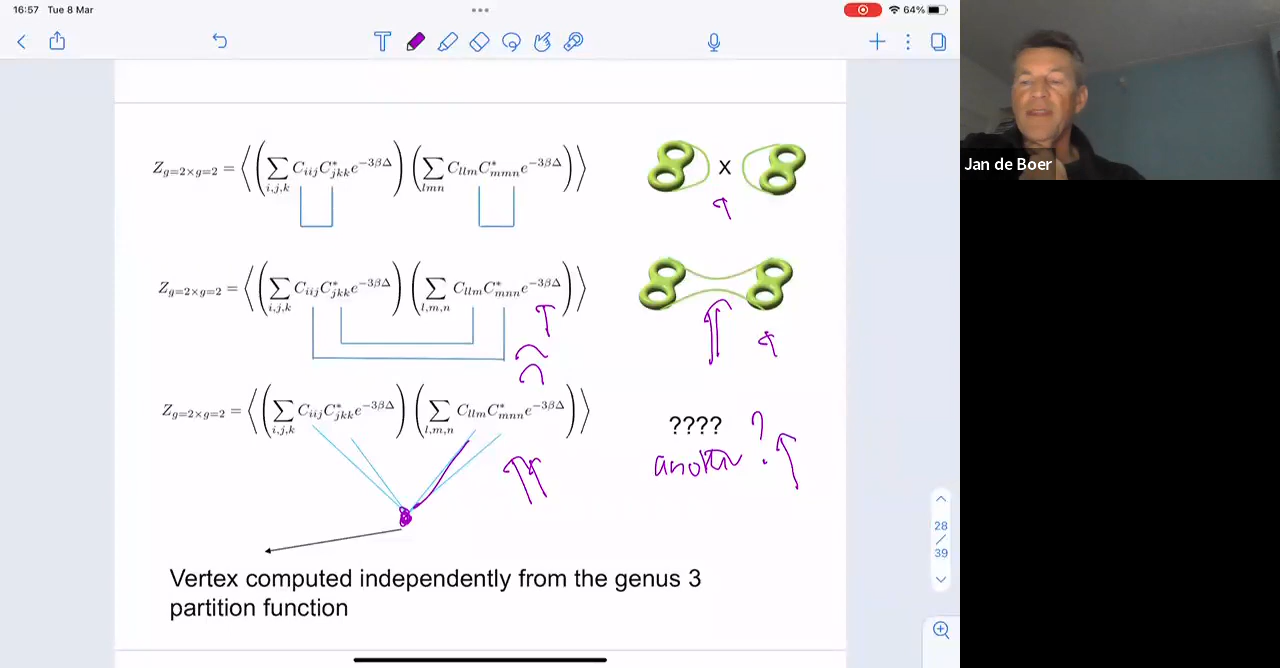 16:57 Tue 8 Mar
64%
Jan de Boer
Z_{g=2×g=2} = ⟨(∑_{i,j,k} C_{iij}C*_{jkk}e^{-3βΔ}) (∑_{lmn} C_{llm}C*_{mnn}e^{-3βΔ})⟩ X
Z_{g=2×g=2} = ⟨(∑_{i,j,k} C_{iij}C*_{jkk}e^{-3βΔ}) (∑_{l,m,n} C_{llm}C*_{mnn}e^{-3βΔ})⟩
Z_{g=2×g=2} = ⟨(∑_{i,j,k} C_{iij}C*_{jkk}e^{-3βΔ}) (∑_{l,m,n} C_{llm}C*_{mnn}e^{-3βΔ})⟩ ???? ?
another
28
/
39
Vertex computed independently from the genus 3
partition function